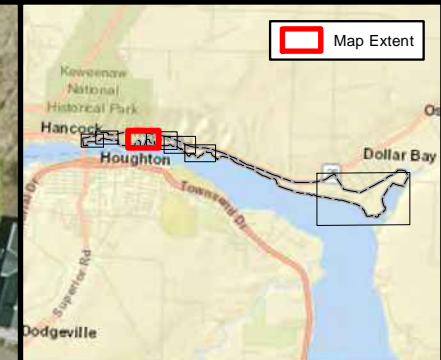 Map Extent
Keweenaw
National
Historical Park
Hancock
Houghton
Dollar Bay
Townsend Dr
Superior Rd
Dodgeville